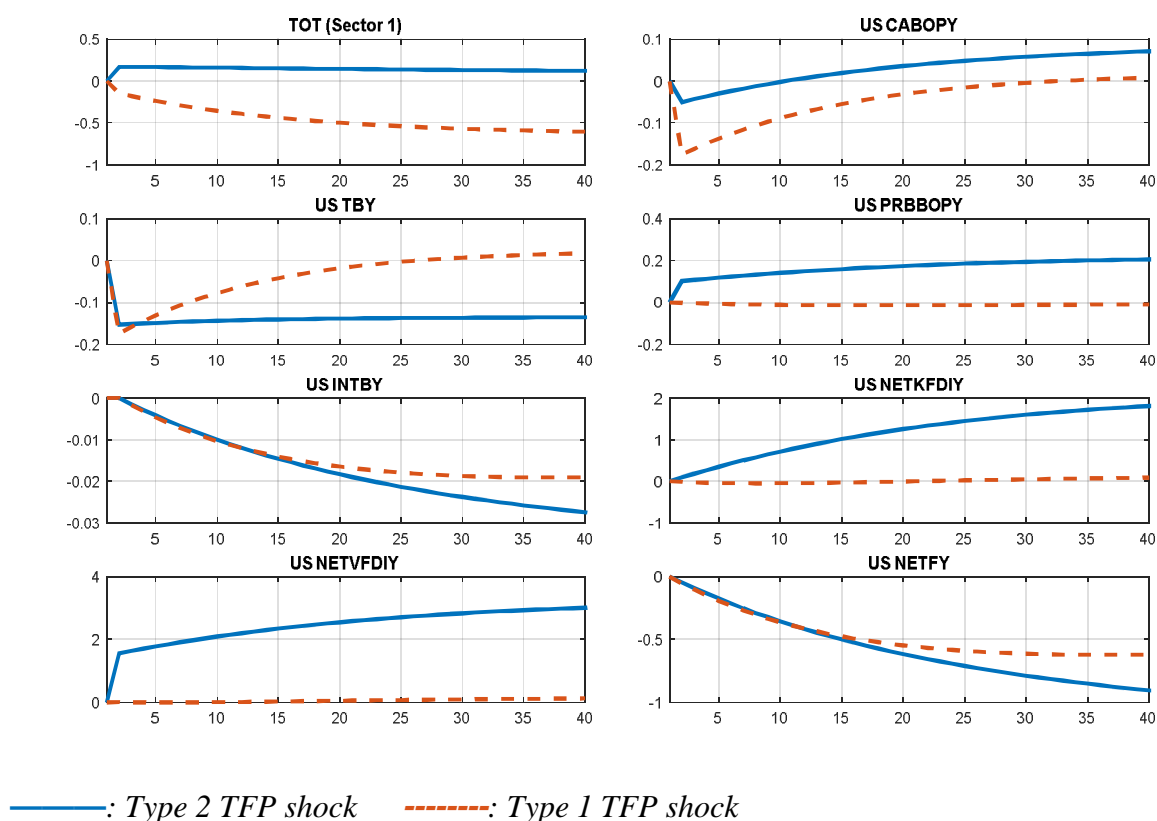 TOT (Sector 1)
0.5
0
-0.5
-1
5 10 15 20 25 30 35 40
US CABOPY
0.1
0
-0.1
-0.2
5 10 15 20 25 30 35 40
US TBY
0.1
0
-0.1
-0.2
5 10 15 20 25 30 35 40
US PRBBOPY
0.4
0.2
0
-0.2
5 10 15 20 25 30 35 40
US INTBY
0
-0.01
-0.02
-0.03
5 10 15 20 25 30 35 40
US NETKFDIY
2
1
0
-1
5 10 15 20 25 30 35 40
US NETVFDIY
4
2
0
5 10 15 20 25 30 35 40
US NETFY
0
-0.5
-1
5 10 15 20 25 30 35 40
: Type 2 TFP shock : Type 1 TFP shock